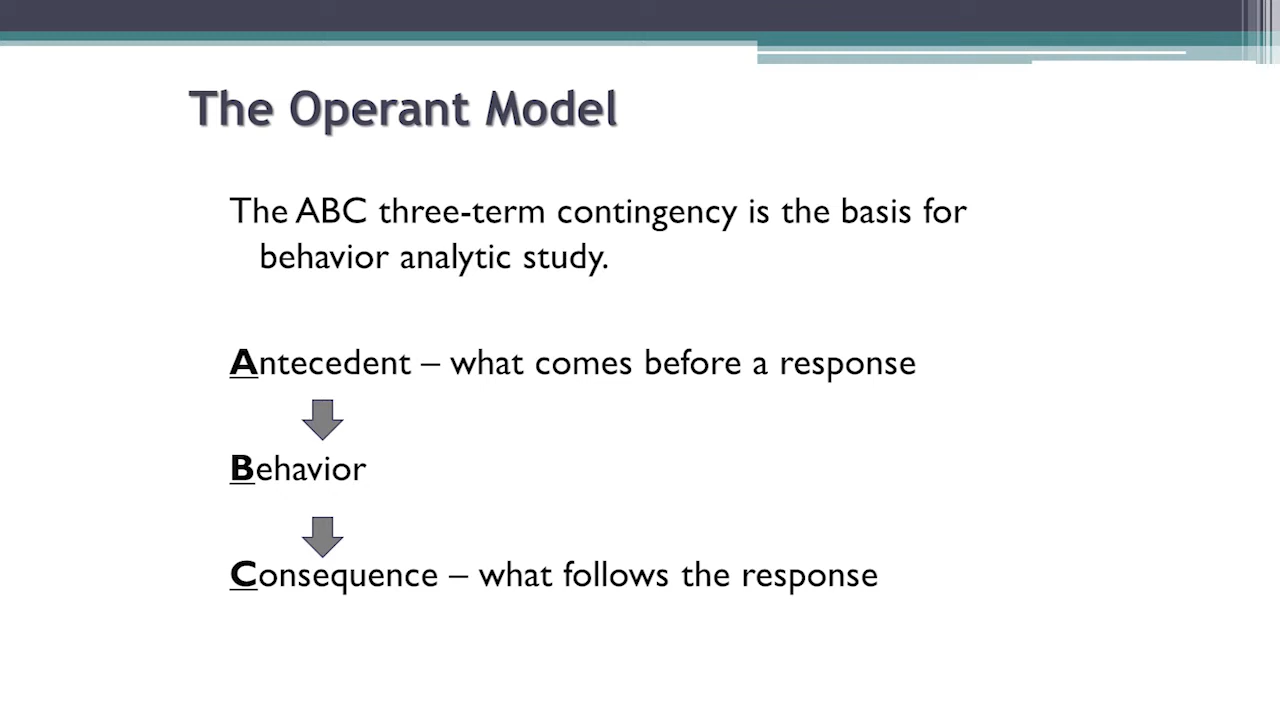 The Operant Model
The ABC three-term contingency is the basis for
behavior analytic study.
Antecedent – what comes before a response
Behavior
Consequence – what follows the response